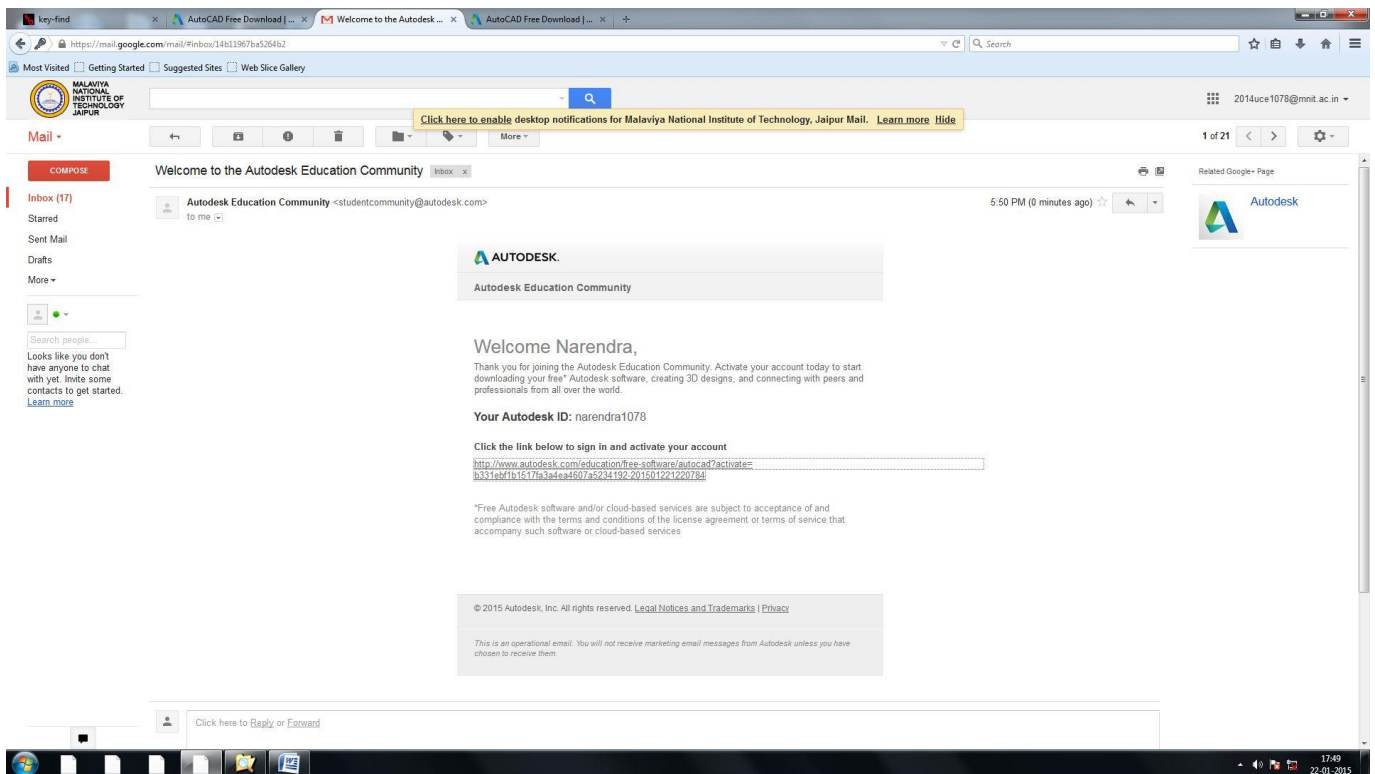 key-find
AutoCAD Free Download | ...
Welcome to the Autodesk ...
AutoCAD Free Download | ...
https://mail.google.com/mail/#inbox/14b11967ba5264b2
Search
Most Visited Getting Started Suggested Sites Web Slice Gallery
MALAVIYA
NATIONAL
INSTITUTE OF
TECHNOLOGY
JAIPUR
2014uce1078@mnit.ac.in
Click here to enable desktop notifications for Malaviya National Institute of Technology, Jaipur Mail. Learn more Hide
Mail
More
1 of 21
COMPOSE
Inbox (17)
Starred
Sent Mail
Drafts
More
Search people...
Looks like you don't
have anyone to chat
with yet. Invite some
contacts to get started.
Learn more
Welcome to the Autodesk Education Community Inbox x
Autodesk Education Community <studentcommunity@autodesk.com>
to me
5:50 PM (0 minutes ago)
Related Google+ Page
Autodesk
AUTODESK.
Autodesk Education Community
Welcome Narendra,
Thank you for joining the Autodesk Education Community. Activate your account today to start
downloading your free* Autodesk software, creating 3D designs, and connecting with peers and
professionals from all over the world.
Your Autodesk ID: narendra1078
Click the link below to sign in and activate your account
http://www.autodesk.com/education/free-software/autocad?activate=
b331ebf1b1517fa3a4ea4607a5234192-201501221220784
*Free Autodesk software and/or cloud-based services are subject to acceptance of and
compliance with the terms and conditions of the license agreement or terms of service that
accompany such software or cloud-based services
© 2015 Autodesk, Inc. All rights reserved. Legal Notices and Trademarks | Privacy
This is an operational email. You will not receive marketing email messages from Autodesk unless you have
chosen to receive them.
Click here to Reply or Forward
17:49
22-01-2015